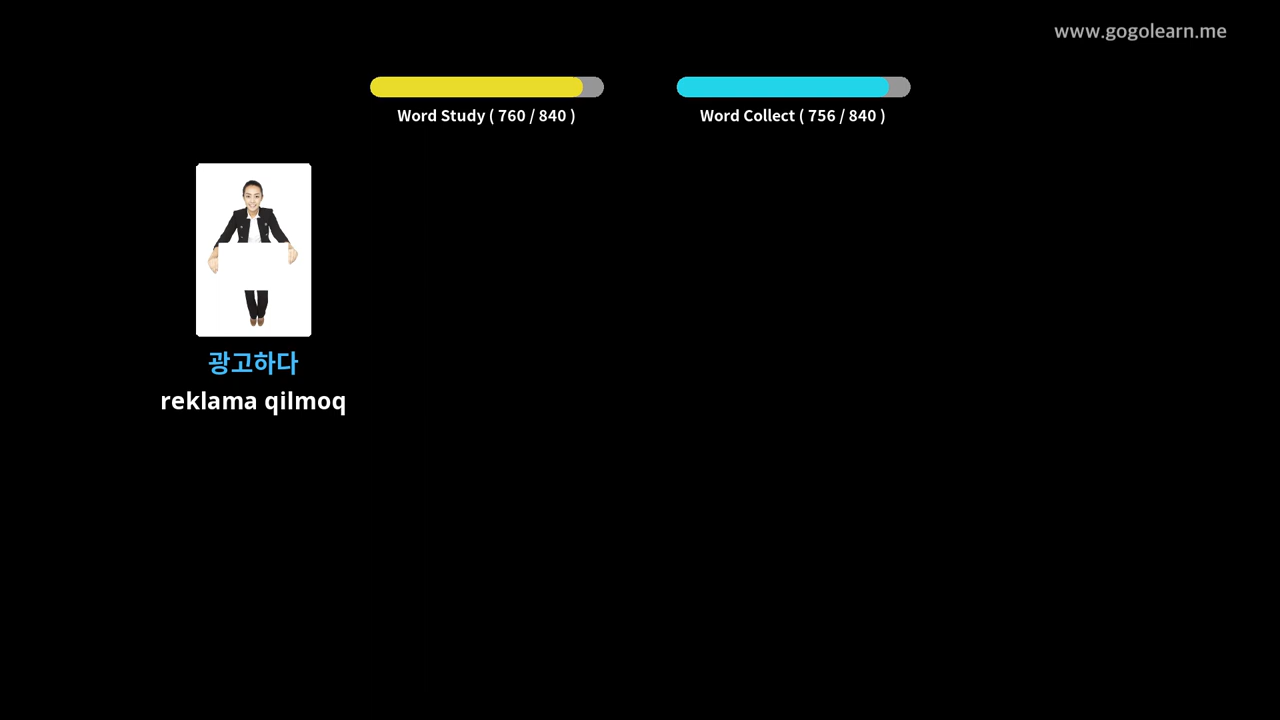 www.gogolearn.me
Word Study ( 760 / 840 )
Word Collect ( 756 / 840 )
광고하다
reklama qilmoq